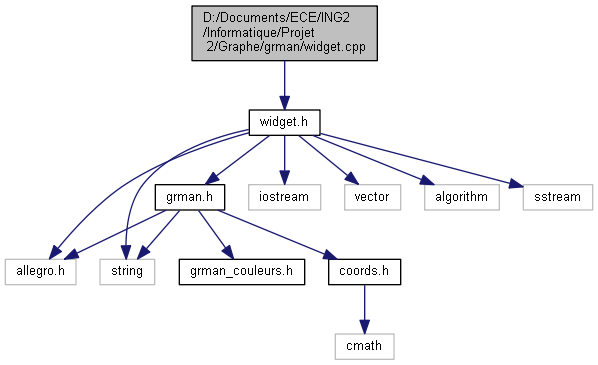 D:/Documents/ECE/ING2
/Informatique/Projet
2/Graphe/grman/widget.cpp
widget.h
grman.h
iostream
vector
algorithm
sstream
allegro.h
string
grman_couleurs.h
coords.h
cmath